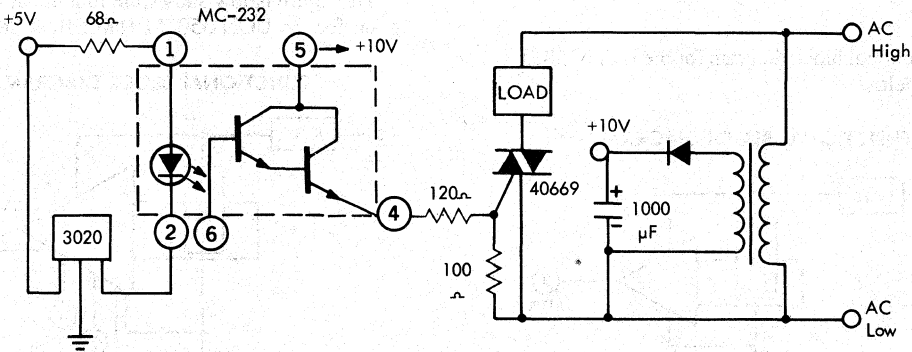 MC-232
+5V
68Ω
1
5
+10V
AC
High
LOAD
+10V
40669
120Ω
4
+
1000
-
µF
2
6
3020
100
Ω
AC
Low